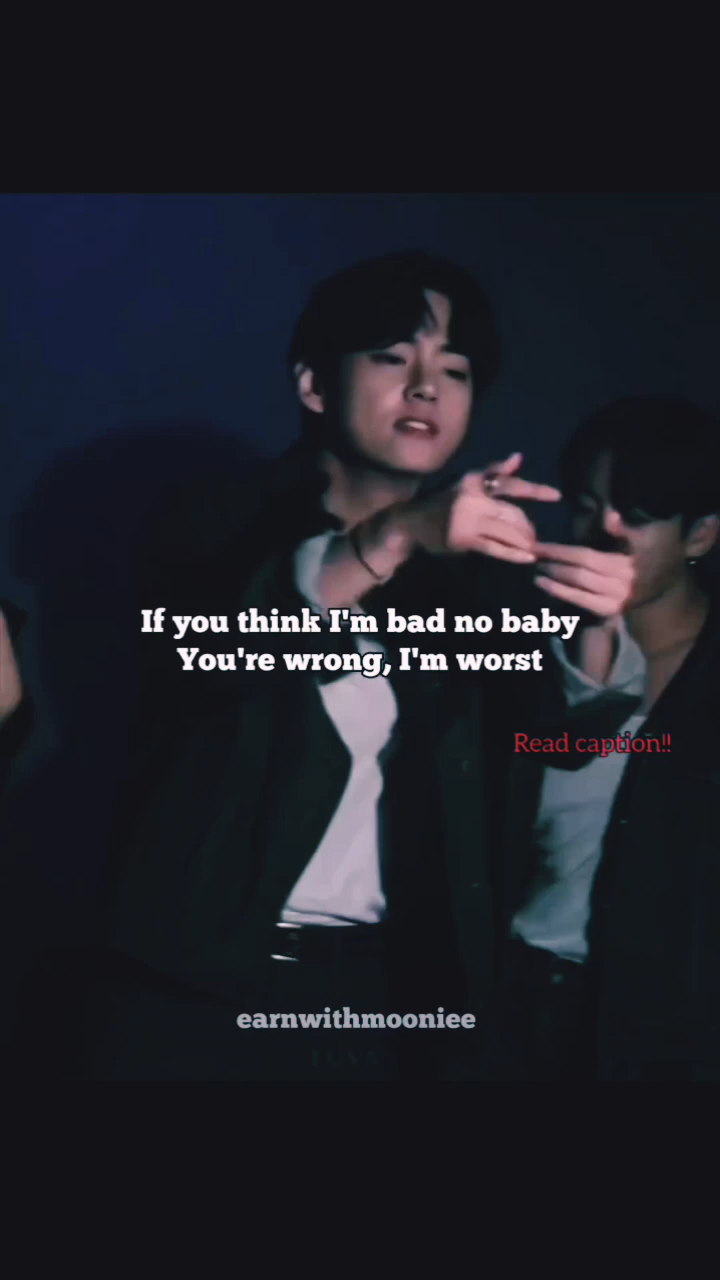 If you think I'm bad no baby
You're wrong, I'm worst
Read caption!!
earnwithmooniee